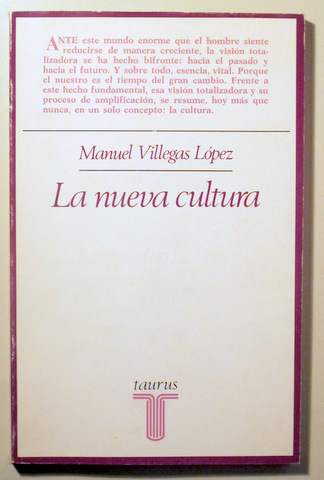 ANTE este mundo enorme que el hombre siente
reducirse de manera creciente, la visión tota-
lizadora se ha hecho bifronte: hacia el pasado y
hacia el futuro. Y sobre todo, esencia, vital. Porque
el nuestro es el tiempo del gran cambio. Frente a
este hecho fundamental, esa visión totalizadora y su
proceso de amplificación, se resume, hoy más que
nunca, en un solo concepto: la cultura.
Manuel Villegas López
La nueva cultura
taurus